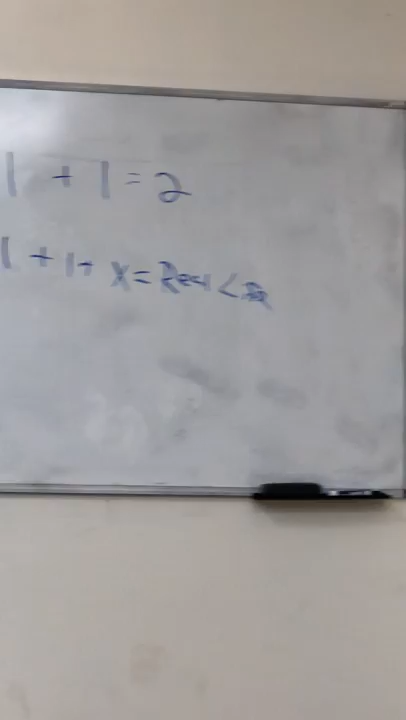 1 + 1 = 2
1 + 1 + x = Real <